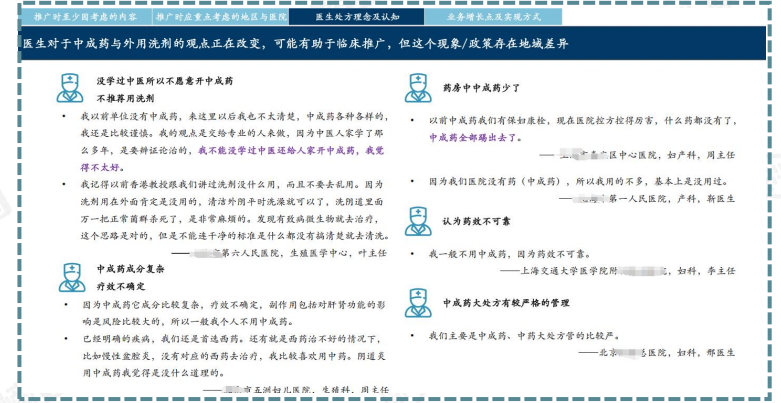 推广时至少因考虑的内容
推广时应重点考虑的地区与医院
医生处方理念及认知
业务增长点及实现方式
医生对于中成药与外用洗剂的观点正在改变，可能有助于临床推广，但这个现象/政策存在地域差异
没学过中医所以不愿意开中成药
不推荐用洗剂
• 我以前单位没有中成药，来这里以后我也不太清楚，中成药各种各样的，
我还是比较谨慎。我的观点是交给专业的人来做，因为中医人家学了那
么多年，是要辩证论治的，我不能没学过中医还给人家开中成药，我觉
得不太好。
• 我记得以前香港教授跟我们讲过洗剂没什么用，而且不要去乱用。因为
洗剂用在外面肯定是没用的，清洁外阴平时洗澡就可以了，洗阴道里面
万一把正常菌群杀死了，是非常麻烦的。发现有致病微生物就去治疗，
这个思路是对的，但是不能连干净的标准是什么都没有搞清楚就去清洗。
——第六人民医院，生殖医学中心，叶主任
中成药成分复杂
疗效不确定
• 因为中成药它成分比较复杂，疗效不确定，副作用包括对肝肾功能的影
响是风险比较大的，所以一般我个人不用中成药。
• 已经明确的疾病，我们还是首选西药。还有就是西药治不好的情况下，
比如慢性盆腔炎，没有对应的西药去治疗，我比较喜欢用中药。阴道炎
用中成药我觉得是没什么道理的。
——市五洲妇儿医院，生殖科，周主任
药房中中成药少了
• 以前中成药我们有保妇康栓，现在医院控方控得厉害，什么药都没有了，
中成药全部踢出去了。
——区中心医院，妇产科，周主任
• 因为我们医院没有药（中成药），所以我用的不多，基本上是没用过。
——第一人民医院，产科，靳医生
认为药效不可靠
• 我一般不用中成药，因为药效不可靠。
——上海交通大学医学院附，妇科，李主任
中成药大处方有较严格的管理
• 我们主要是中成药、中药大处方管的比较严。
——北京医院，妇科，邢医生